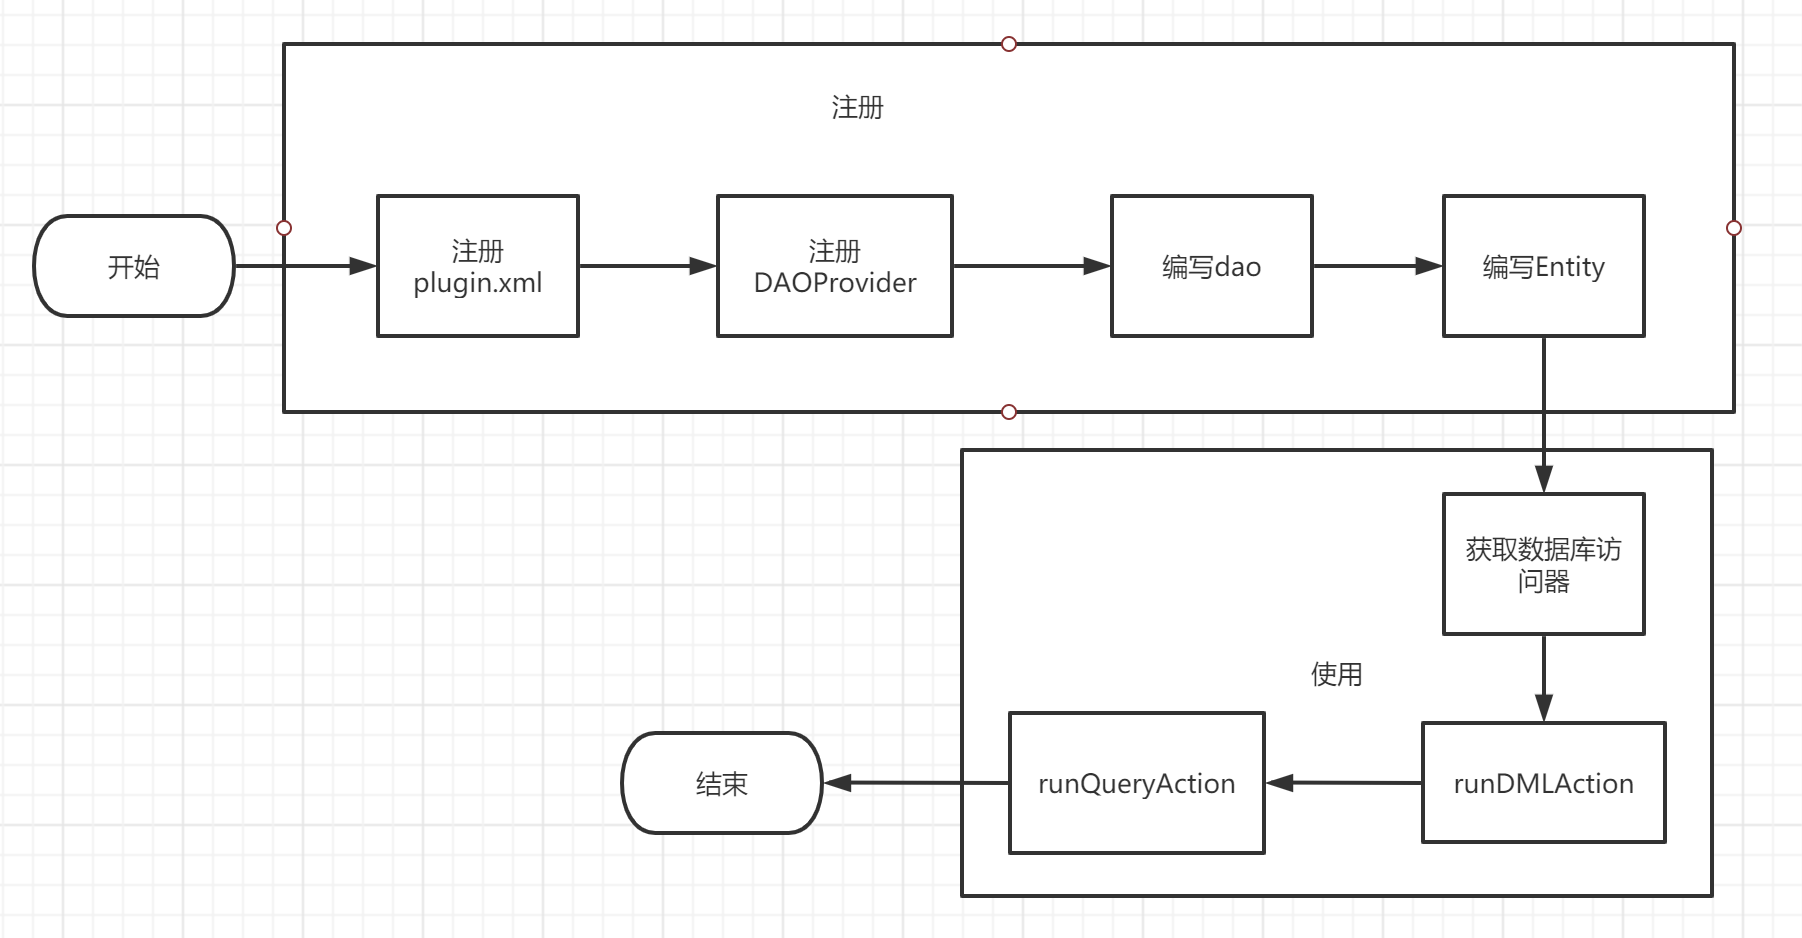 注册
开始
注册
plugin.xml
注册
DAOProvider
编写dao
编写Entity
获取数据库访
问器
使用
runDMLAction
runQueryAction
结束